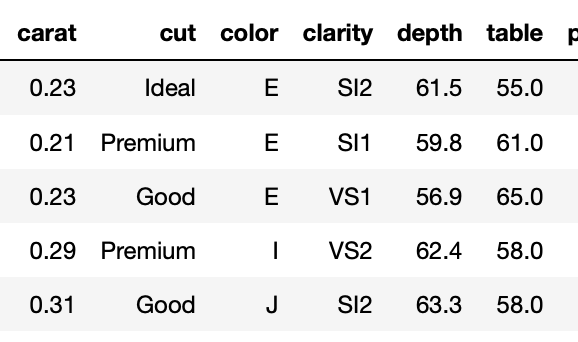 carat cut color clarity depth table p
0.23 Ideal E SI2 61.5 55.0
0.21 Premium E SI1 59.8 61.0
0.23 Good E VS1 56.9 65.0
0.29 Premium I VS2 62.4 58.0
0.31 Good J SI2 63.3 58.0